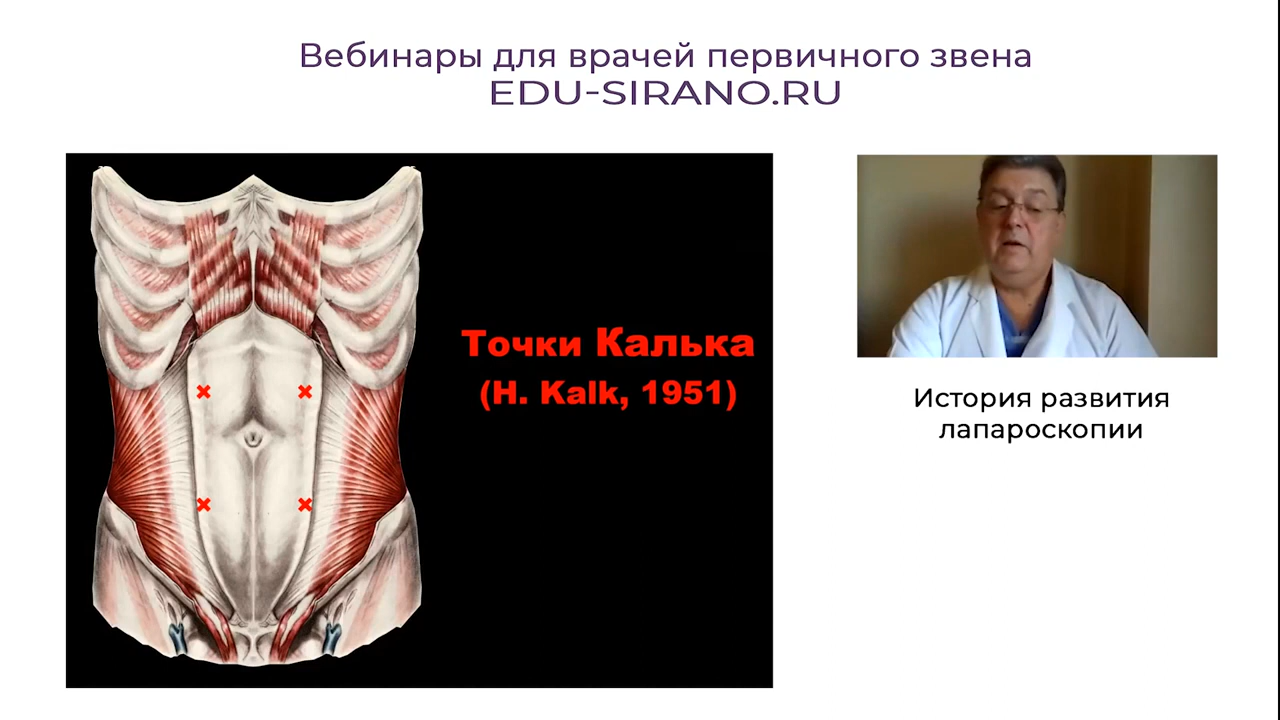 Вебинары для врачей первичного звена
EDU-SIRANO.RU
Точки Калька
(H. Kalk, 1951)
История развития
лапароскопии